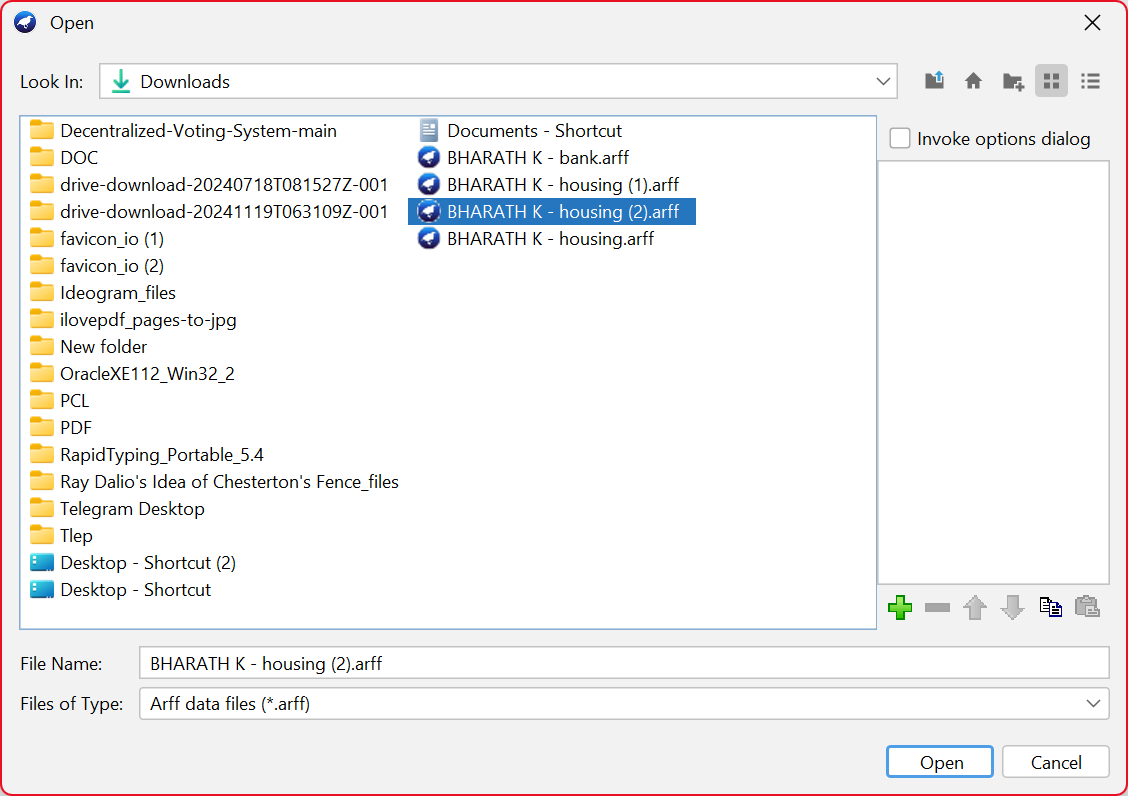 Open
Look In:
Downloads
Decentralized-Voting-System-main
DOC
drive-download-20240718T081527Z-001
drive-download-20241119T063109Z-001
favicon_io (1)
favicon_io (2)
Ideogram_files
ilovepdf_pages-to-jpg
New folder
OracleXE112_Win32_2
PCL
PDF
RapidTyping_Portable_5.4
Ray Dalio's Idea of Chesterton's Fence_files
Telegram Desktop
Tlep
Desktop - Shortcut (2)
Desktop - Shortcut
Documents - Shortcut
BHARATH K - bank.arff
BHARATH K - housing (1).arff
BHARATH K - housing (2).arff
BHARATH K - housing.arff
Invoke options dialog
File Name:
BHARATH K - housing (2).arff
Files of Type:
Arff data files (*.arff)
Open
Cancel